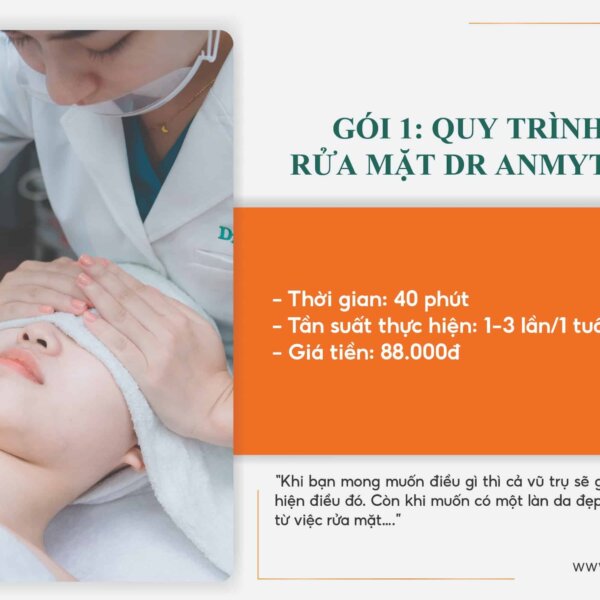 GÓI 1: QUY TRÌNH
RỬA MẶT DR ANMYT
- Thời gian: 40 phút
- Tần suất thực hiện: 1-3 lần/1 tuầ
- Giá tiền: 88.000đ
"Khi bạn mong muốn điều gì thì cả vũ trụ sẽ g
hiện điều đó. Còn khi muốn có một làn da đẹp
từ việc rửa mặt...."
www.